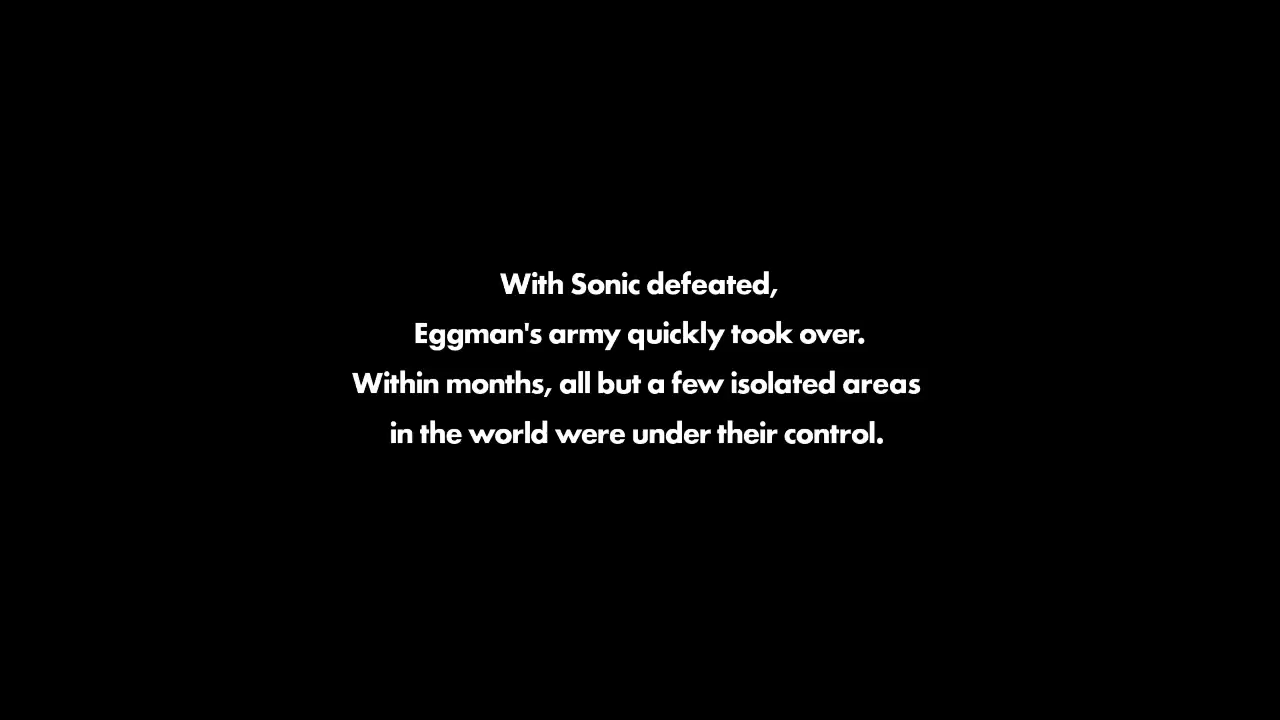 With Sonic defeated,
Eggman's army quickly took over.
Within months, all but a few isolated areas
in the world were under their control.